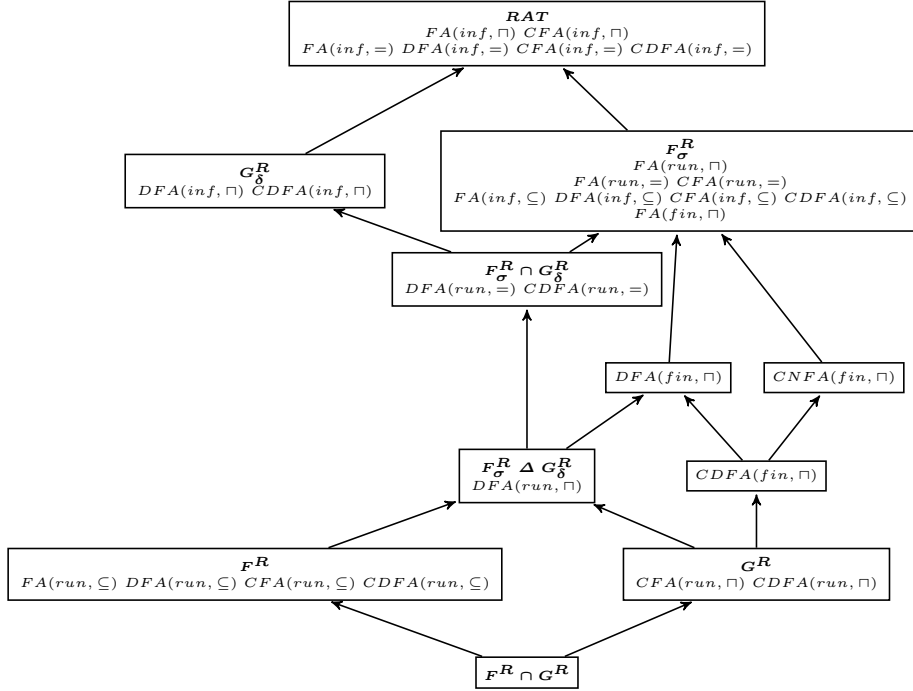 RAT
FA(inf, ⊓) CFA(inf, ⊓)
FA(inf, =) DFA(inf, =) CFA(inf, =) CDFA(inf, =)
G^R_δ
DFA(inf, ⊓) CDFA(inf, ⊓)
F^R_σ
FA(run, ⊓)
FA(run, =) CFA(run, =)
FA(inf, ⊆) DFA(inf, ⊆) CFA(inf, ⊆) CDFA(inf, ⊆)
FA(fin, ⊓)
F^R_σ ∩ G^R_δ
DFA(run, =) CDFA(run, =)
DFA(fin, ⊓)
CNFA(fin, ⊓)
F^R_σ Δ G^R_δ
DFA(run, ⊓)
CDFA(fin, ⊓)
F^R
FA(run, ⊆) DFA(run, ⊆) CFA(run, ⊆) CDFA(run, ⊆)
G^R
CFA(run, ⊓) CDFA(run, ⊓)
F^R ∩ G^R